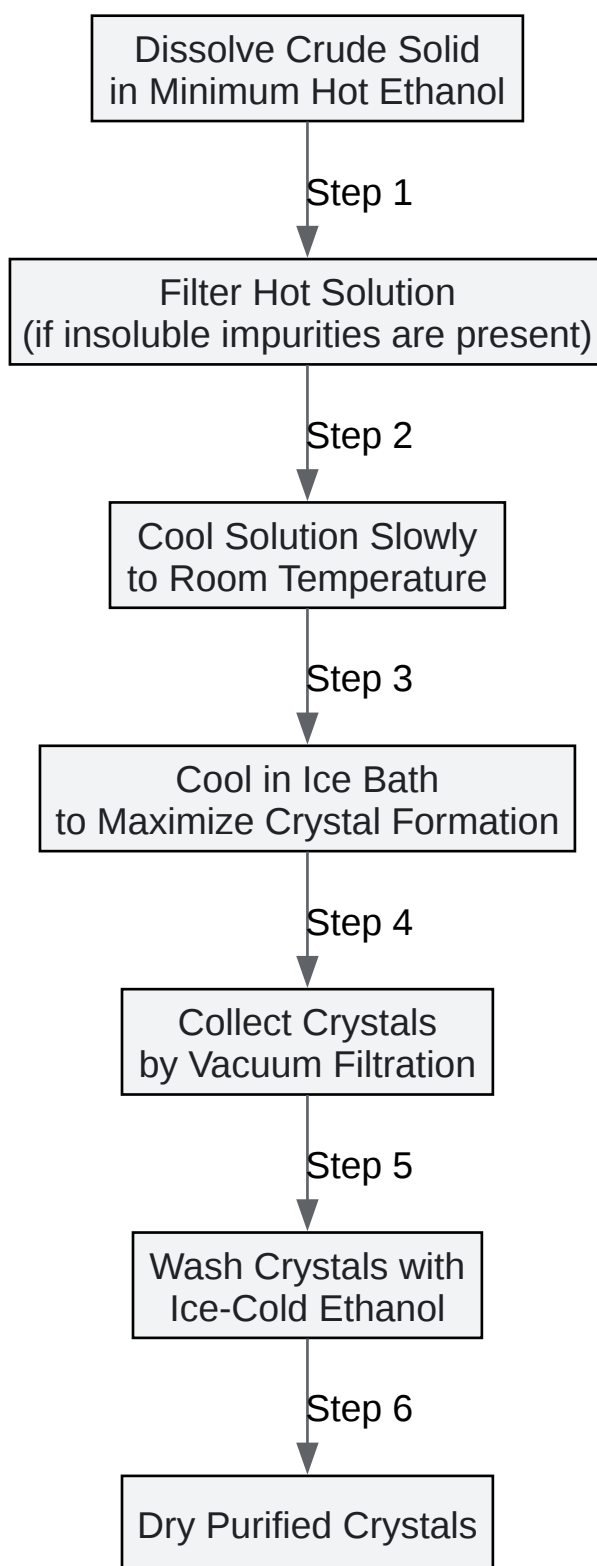 Dissolve Crude Solid
in Minimum Hot Ethanol
Step 1
Filter Hot Solution
(if insoluble impurities are present)
Step 2
Cool Solution Slowly
to Room Temperature
Step 3
Cool in Ice Bath
to Maximize Crystal Formation
Step 4
Collect Crystals
by Vacuum Filtration
Step 5
Wash Crystals with
Ice-Cold Ethanol
Step 6
Dry Purified Crystals